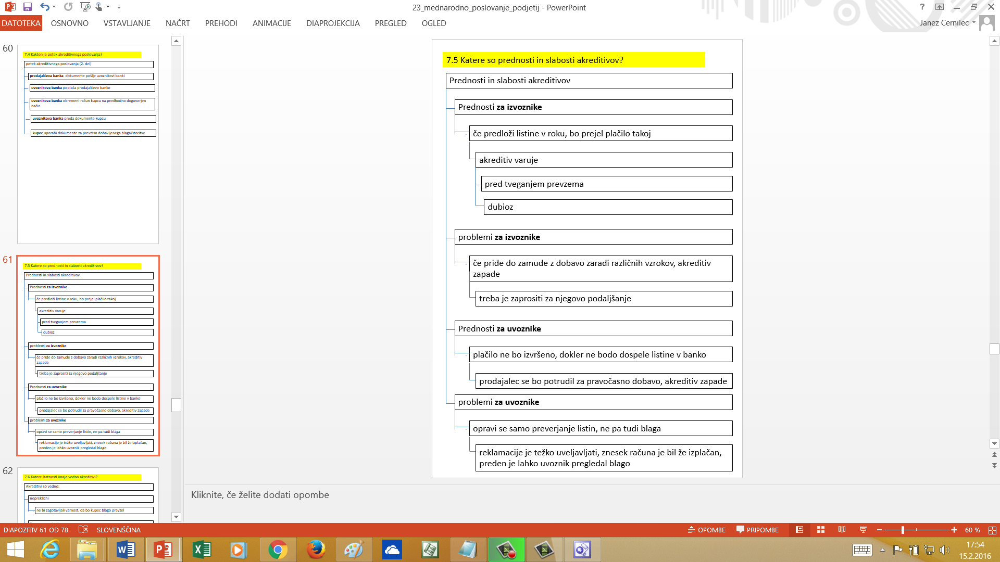 23_mednarodno_poslovanje_podjetij - PowerPoint
DATOTEKA OSNOVNO VSTAVLJANJE NAČRT PREHODI ANIMACIJE DIAPROJEKCIJA PREGLED OGLED
Janez Cernilec
60
7.4 Kakšen je potek akreditivnega poslovanja?
potek akreditivnega poslovanja (2. del)
prodajalčeva banka dokumente pošlje uvoznikovi banki
uvoznikova banka poplača prodajalčevo banko
uvoznikova banka obremeni račun kupca na predhodno dogovorjen
način
uvoznikova banka preda dokumente kupcu
kupec uporabi dokumente za prevzem dobavljenega blaga/storitve
61
7.5 Katere so prednosti in slabosti akreditivov?
Prednosti in slabosti akreditivov
Prednosti za izvoznike
če predloži listine v roku, bo prejel plačilo takoj
akreditiv varuje
pred tveganjem prevzema
dubioz
problemi za izvoznike
če pride do zamude z dobavo zaradi različnih vzrokov, akreditiv
zapade
treba je zaprositi za njegovo podaljšanje
Prednosti za uvoznike
plačilo ne bo izvršeno, dokler ne bodo dospele listine v banko
prodajalec se bo potrudil za pravočasno dobavo, akreditiv zapade
problemi za uvoznike
opravi se samo preverjanje listin, ne pa tudi blaga
reklamacije je težko uveljavljati, znesek računa je bil že izplačan,
preden je lahko uvoznik pregledal blago
62
7.6 Katere lastnosti imajo vedno akreditivi?
Akreditivi so vedno:
nepreklicni
ne bi zagotavljali varnost, da bo kupec blago prevzel
7.5 Katere so prednosti in slabosti akreditivov?
Prednosti in slabosti akreditivov
Prednosti za izvoznike
če predloži listine v roku, bo prejel plačilo takoj
akreditiv varuje
pred tveganjem prevzema
dubioz
problemi za izvoznike
če pride do zamude z dobavo zaradi različnih vzrokov, akreditiv
zapade
treba je zaprositi za njegovo podaljšanje
Prednosti za uvoznike
plačilo ne bo izvršeno, dokler ne bodo dospele listine v banko
prodajalec se bo potrudil za pravočasno dobavo, akreditiv zapade
problemi za uvoznike
opravi se samo preverjanje listin, ne pa tudi blaga
reklamacije je težko uveljavljati, znesek računa je bil že izplačan,
preden je lahko uvoznik pregledal blago
Kliknite, če želite dodati opombe
DIAPOZITIV 61 OD 78 SLOVENŠČINA OPOMBE PRIPOMBE 60 %
17:54
15.2.2016